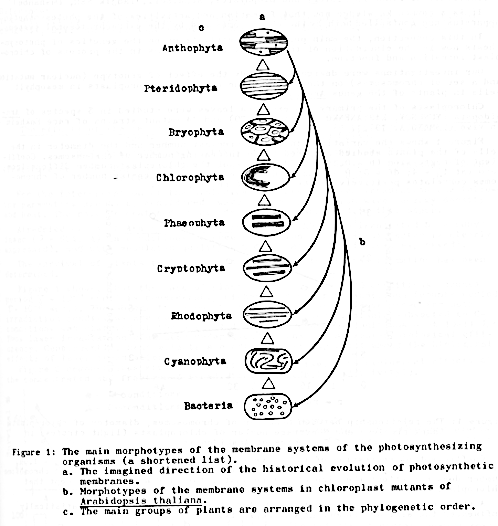 a
c
Anthophyta
Pteridophyta
Bryophyta
Chlorophyta
Phaeophyta
b
Cryptophyta
Rhodophyta
Cyanophyta
Bacteria
Figure 1: The main morphotypes of the membrane systems of the photosynthesizing
organisms (a shortened list).
a. The imagined direction of the historical evolution of photosynthetic
membranes.
b. Morphotypes of the membrane systems in chloroplast mutants of
Arabidopsis thaliana.
c. The main groups of plants are arranged in the phylogenetic order.